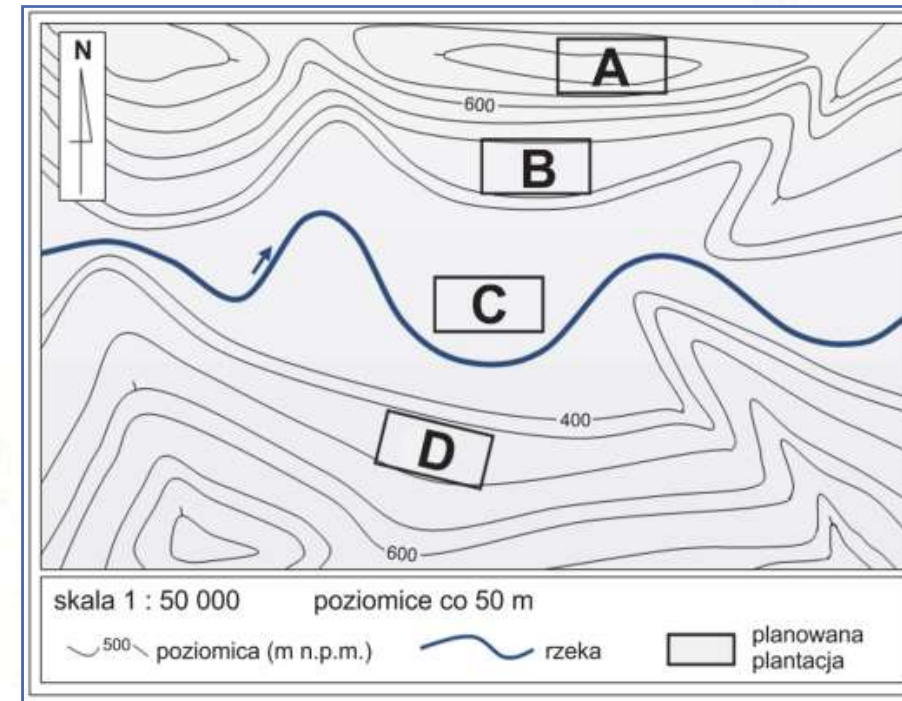 N
A
600
B
C
400
D
600
skala 1 : 50 000 poziomice co 50 m
500 poziomica (m n.p.m.) rzeka planowana
plantacja